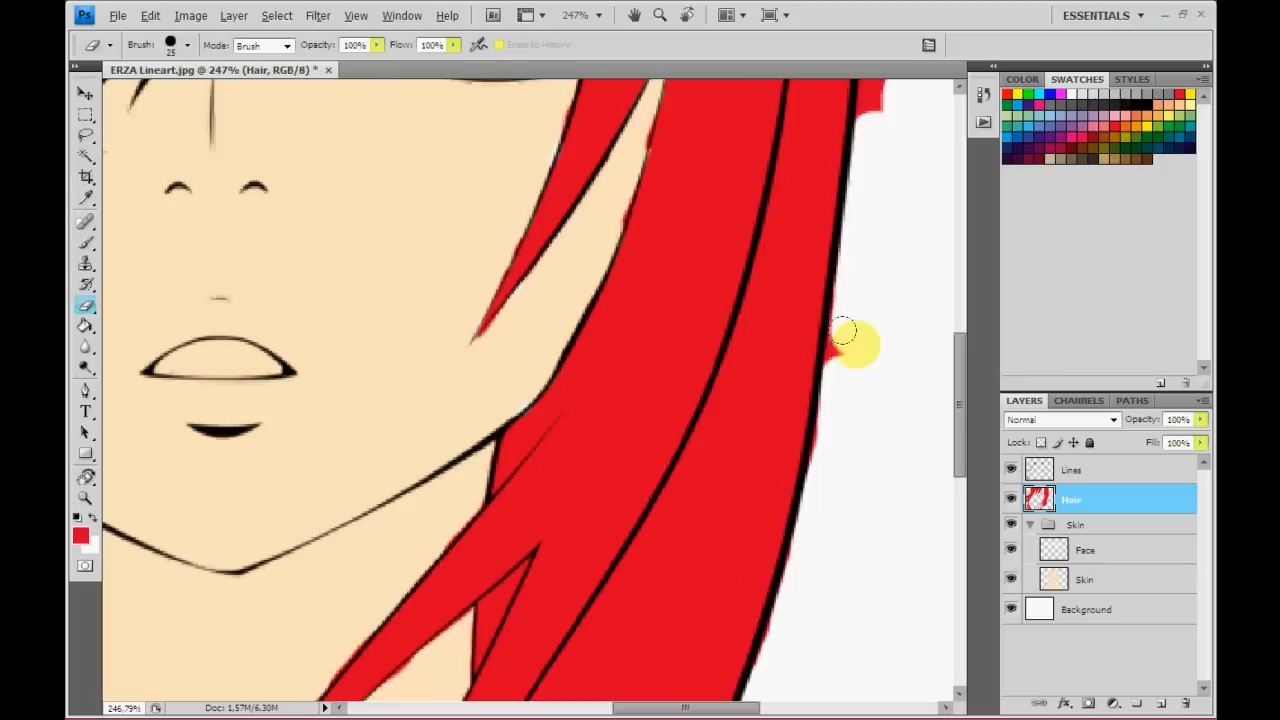 Ps File Edit Image Layer Select Filter View Window Help Br 247% ESSENTIALS
Brush: 25 Mode: Brush Opacity: 100% Flow: 100% Erase to History
ERZA Lineart.jpg @ 247% (Hair, RGB/8) * ×
COLOR SWATCHES STYLES
LAYERS CHANNELS PATHS
Normal Opacity: 100%
Lock: Fill: 100%
Lines
Hair
Skin
Face
Skin
Background
246,79% Doc: 1,57M/6,30M